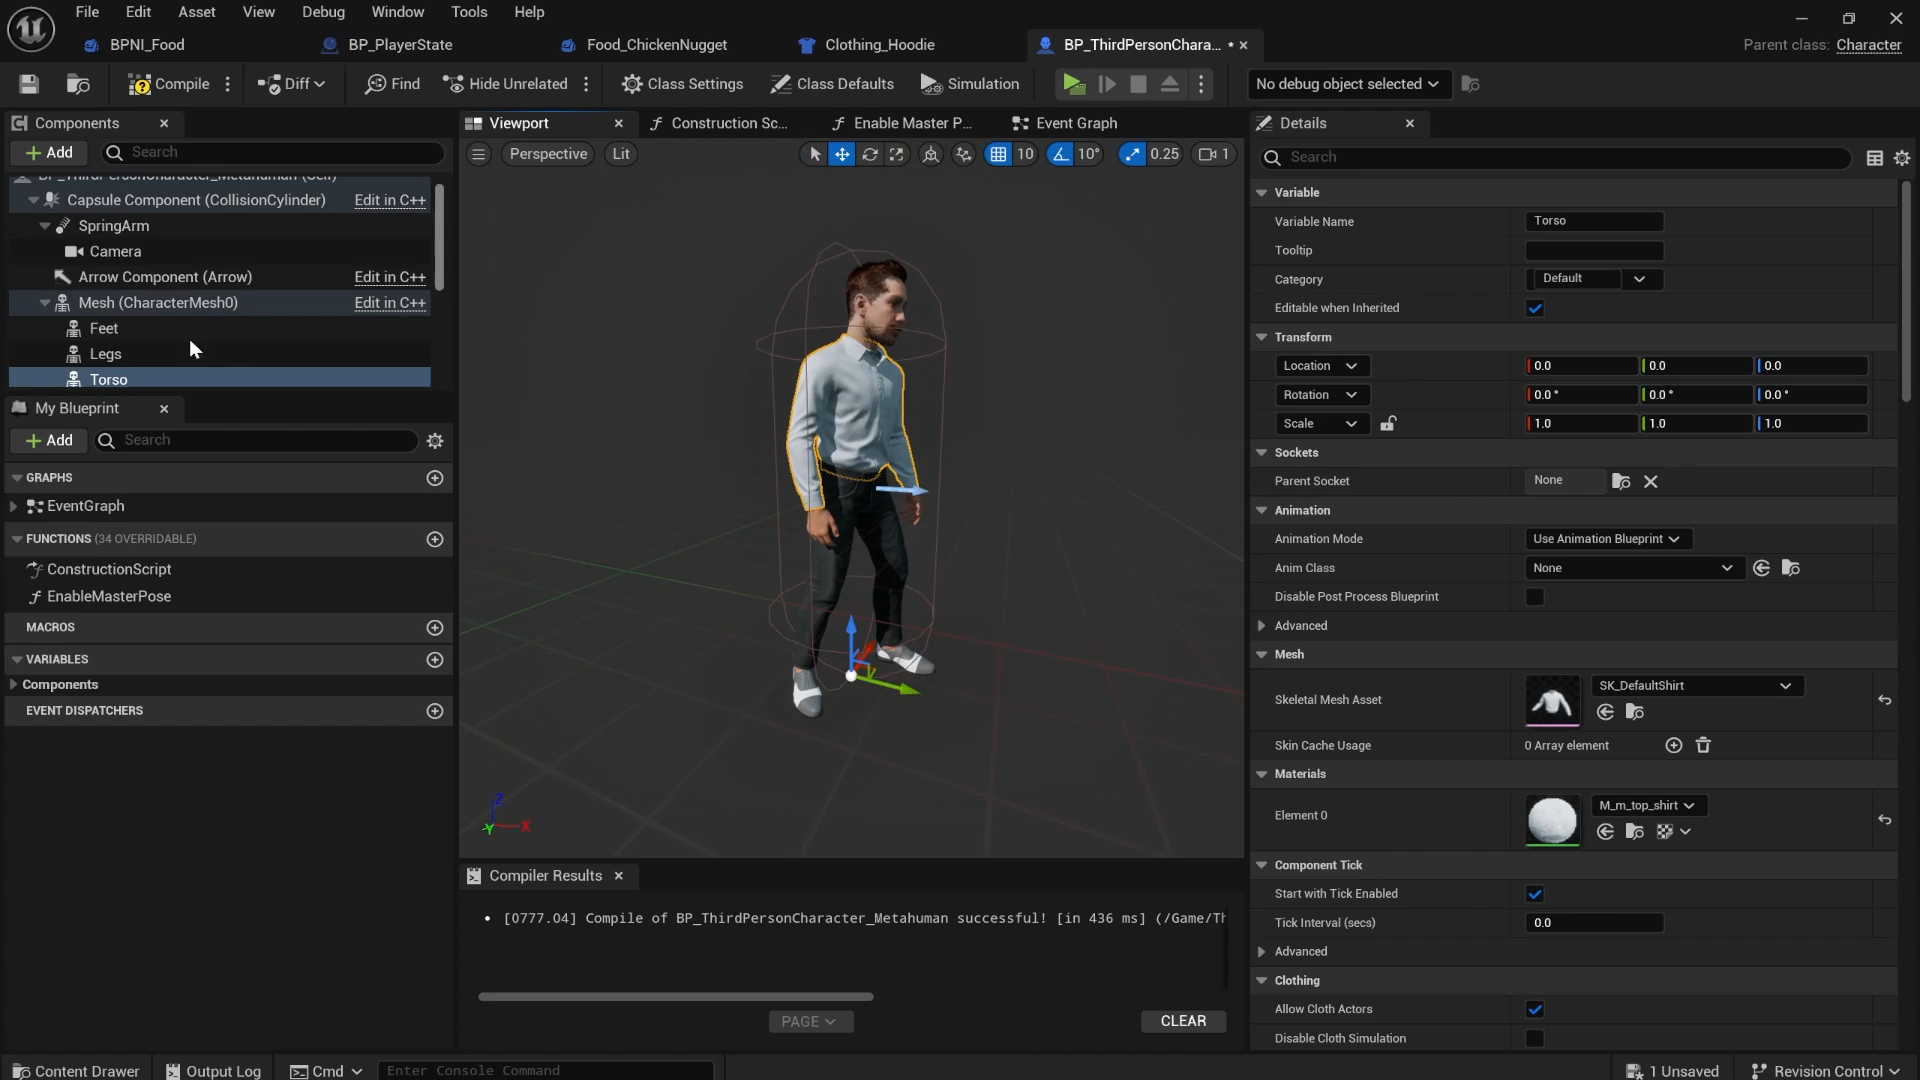 File Edit Asset View Debug Window Tools Help
BPNI_Food BP_PlayerState Food_ChickenNugget Clothing_Hoodie BP_ThirdPersonChara... • Parent class: Character
Compile Diff Find Hide Unrelated Class Settings Class Defaults Simulation No debug object selected
Components Viewport Construction Sc... Enable Master P... Event Graph Details
Add Search Perspective Lit 10 10° 0.25 1 Search
BP_ThirdPersonCharacter_Metahuman (Self)
Capsule Component (CollisionCylinder) Edit in C++
SpringArm
Camera
Arrow Component (Arrow) Edit in C++
Mesh (CharacterMesh0) Edit in C++
Feet
Legs
Torso
My Blueprint
Add Search
GRAPHS
EventGraph
FUNCTIONS (34 OVERRIDABLE)
ConstructionScript
EnableMasterPose
MACROS
VARIABLES
Components
EVENT DISPATCHERS
Z
Y
X
Compiler Results
• [0777.04] Compile of BP_ThirdPersonCharacter_Metahuman successful! [in 436 ms] (/Game/Th
PAGE CLEAR
Variable
Variable Name Torso
Tooltip
Category Default
Editable when Inherited
Transform
Location 0.0 0.0 0.0
Rotation 0.0 ° 0.0 ° 0.0 °
Scale 1.0 1.0 1.0
Sockets
Parent Socket None
Animation
Animation Mode Use Animation Blueprint
Anim Class None
Disable Post Process Blueprint
Advanced
Mesh
Skeletal Mesh Asset SK_DefaultShirt
Skin Cache Usage 0 Array element
Materials
Element 0 M_m_top_shirt
Component Tick
Start with Tick Enabled
Tick Interval (secs) 0.0
Advanced
Clothing
Allow Cloth Actors
Disable Cloth Simulation
Content Drawer Output Log Cmd Enter Console Command 1 Unsaved Revision Control